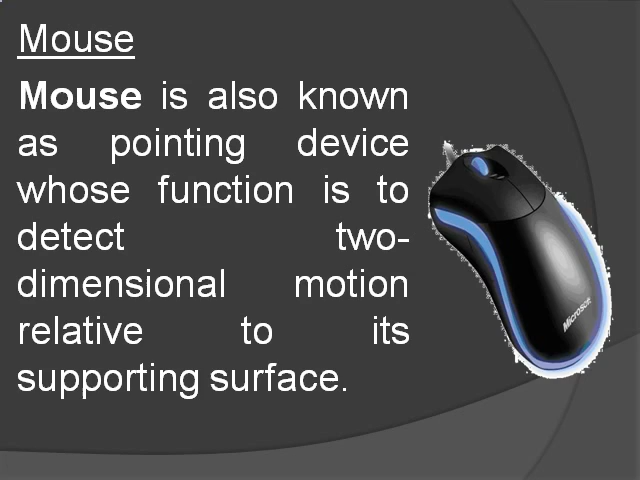 Mouse
Mouse is also known
as pointing device
whose function is to
detect two-
dimensional motion
relative to its
supporting surface.
Microsoft